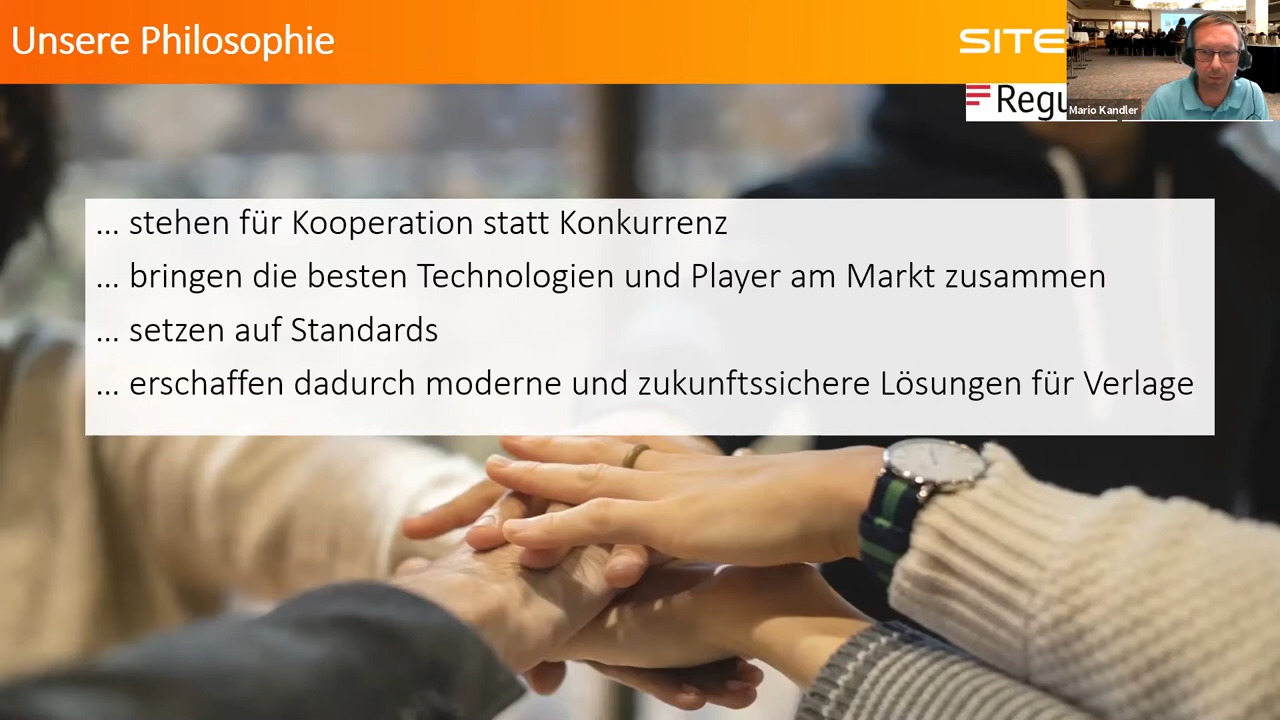 Unsere Philosophie
SITE
Regu
Mario Kandler
... stehen für Kooperation statt Konkurrenz
... bringen die besten Technologien und Player am Markt zusammen
... setzen auf Standards
... erschaffen dadurch moderne und zukunftssichere Lösungen für Verlage